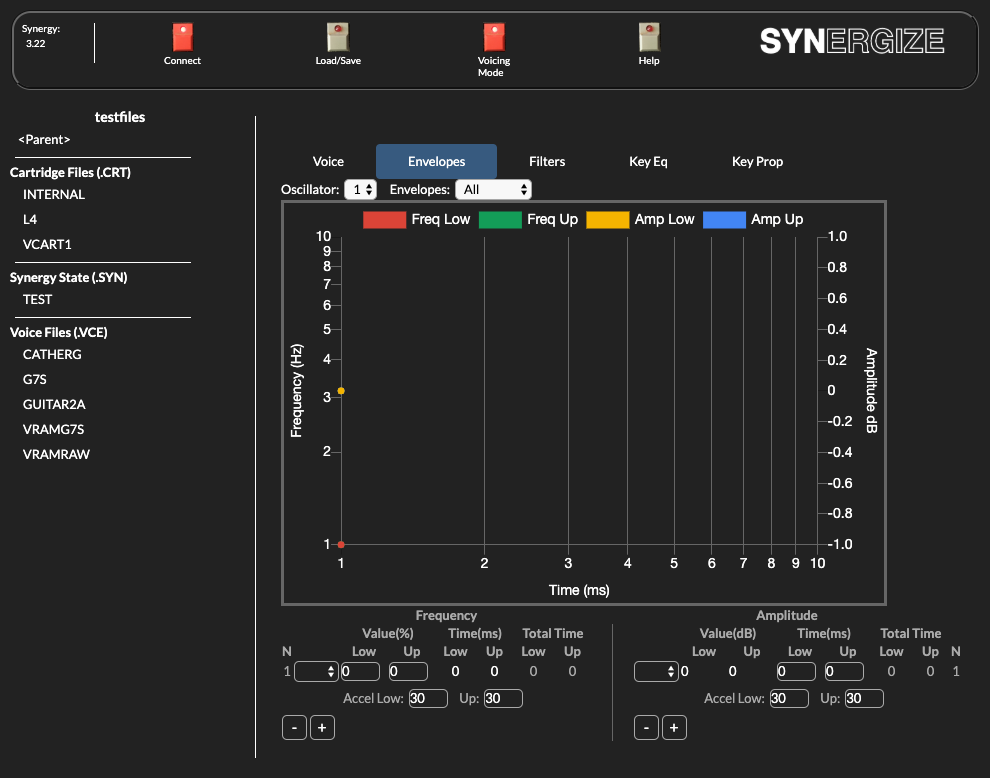 Synergy:
3.22
Connect
Load/Save
Voicing
Mode
Help
SYNERGIZE
testfiles
<Parent>
Cartridge Files (.CRT)
INTERNAL
L4
VCART1
Synergy State (.SYN)
TEST
Voice Files (.VCE)
CATHERG
G7S
GUITAR2A
VRAMG7S
VRAMRAW
Voice Envelopes Filters Key Eq Key Prop
Oscillator: 1 Envelopes: All
Freq Low Freq Up Amp Low Amp Up
10
9
8
7
6
5
4
3
2
1
Frequency (Hz)
1.0
0.8
0.6
0.4
0.2
0
-0.2
-0.4
-0.6
-0.8
-1.0
Amplitude dB
1 2 3 4 5 6 7 8 9 10
Time (ms)
Frequency
Value(%) Time(ms) Total Time
N Low Up Low Up Low Up
1 0 0 0 0 0 0
Accel Low: 30 Up: 30
- +
Amplitude
Value(dB) Time(ms) Total Time
Low Up Low Up Low Up N
0 0 0 0 0 0 1
Accel Low: 30 Up: 30
- +